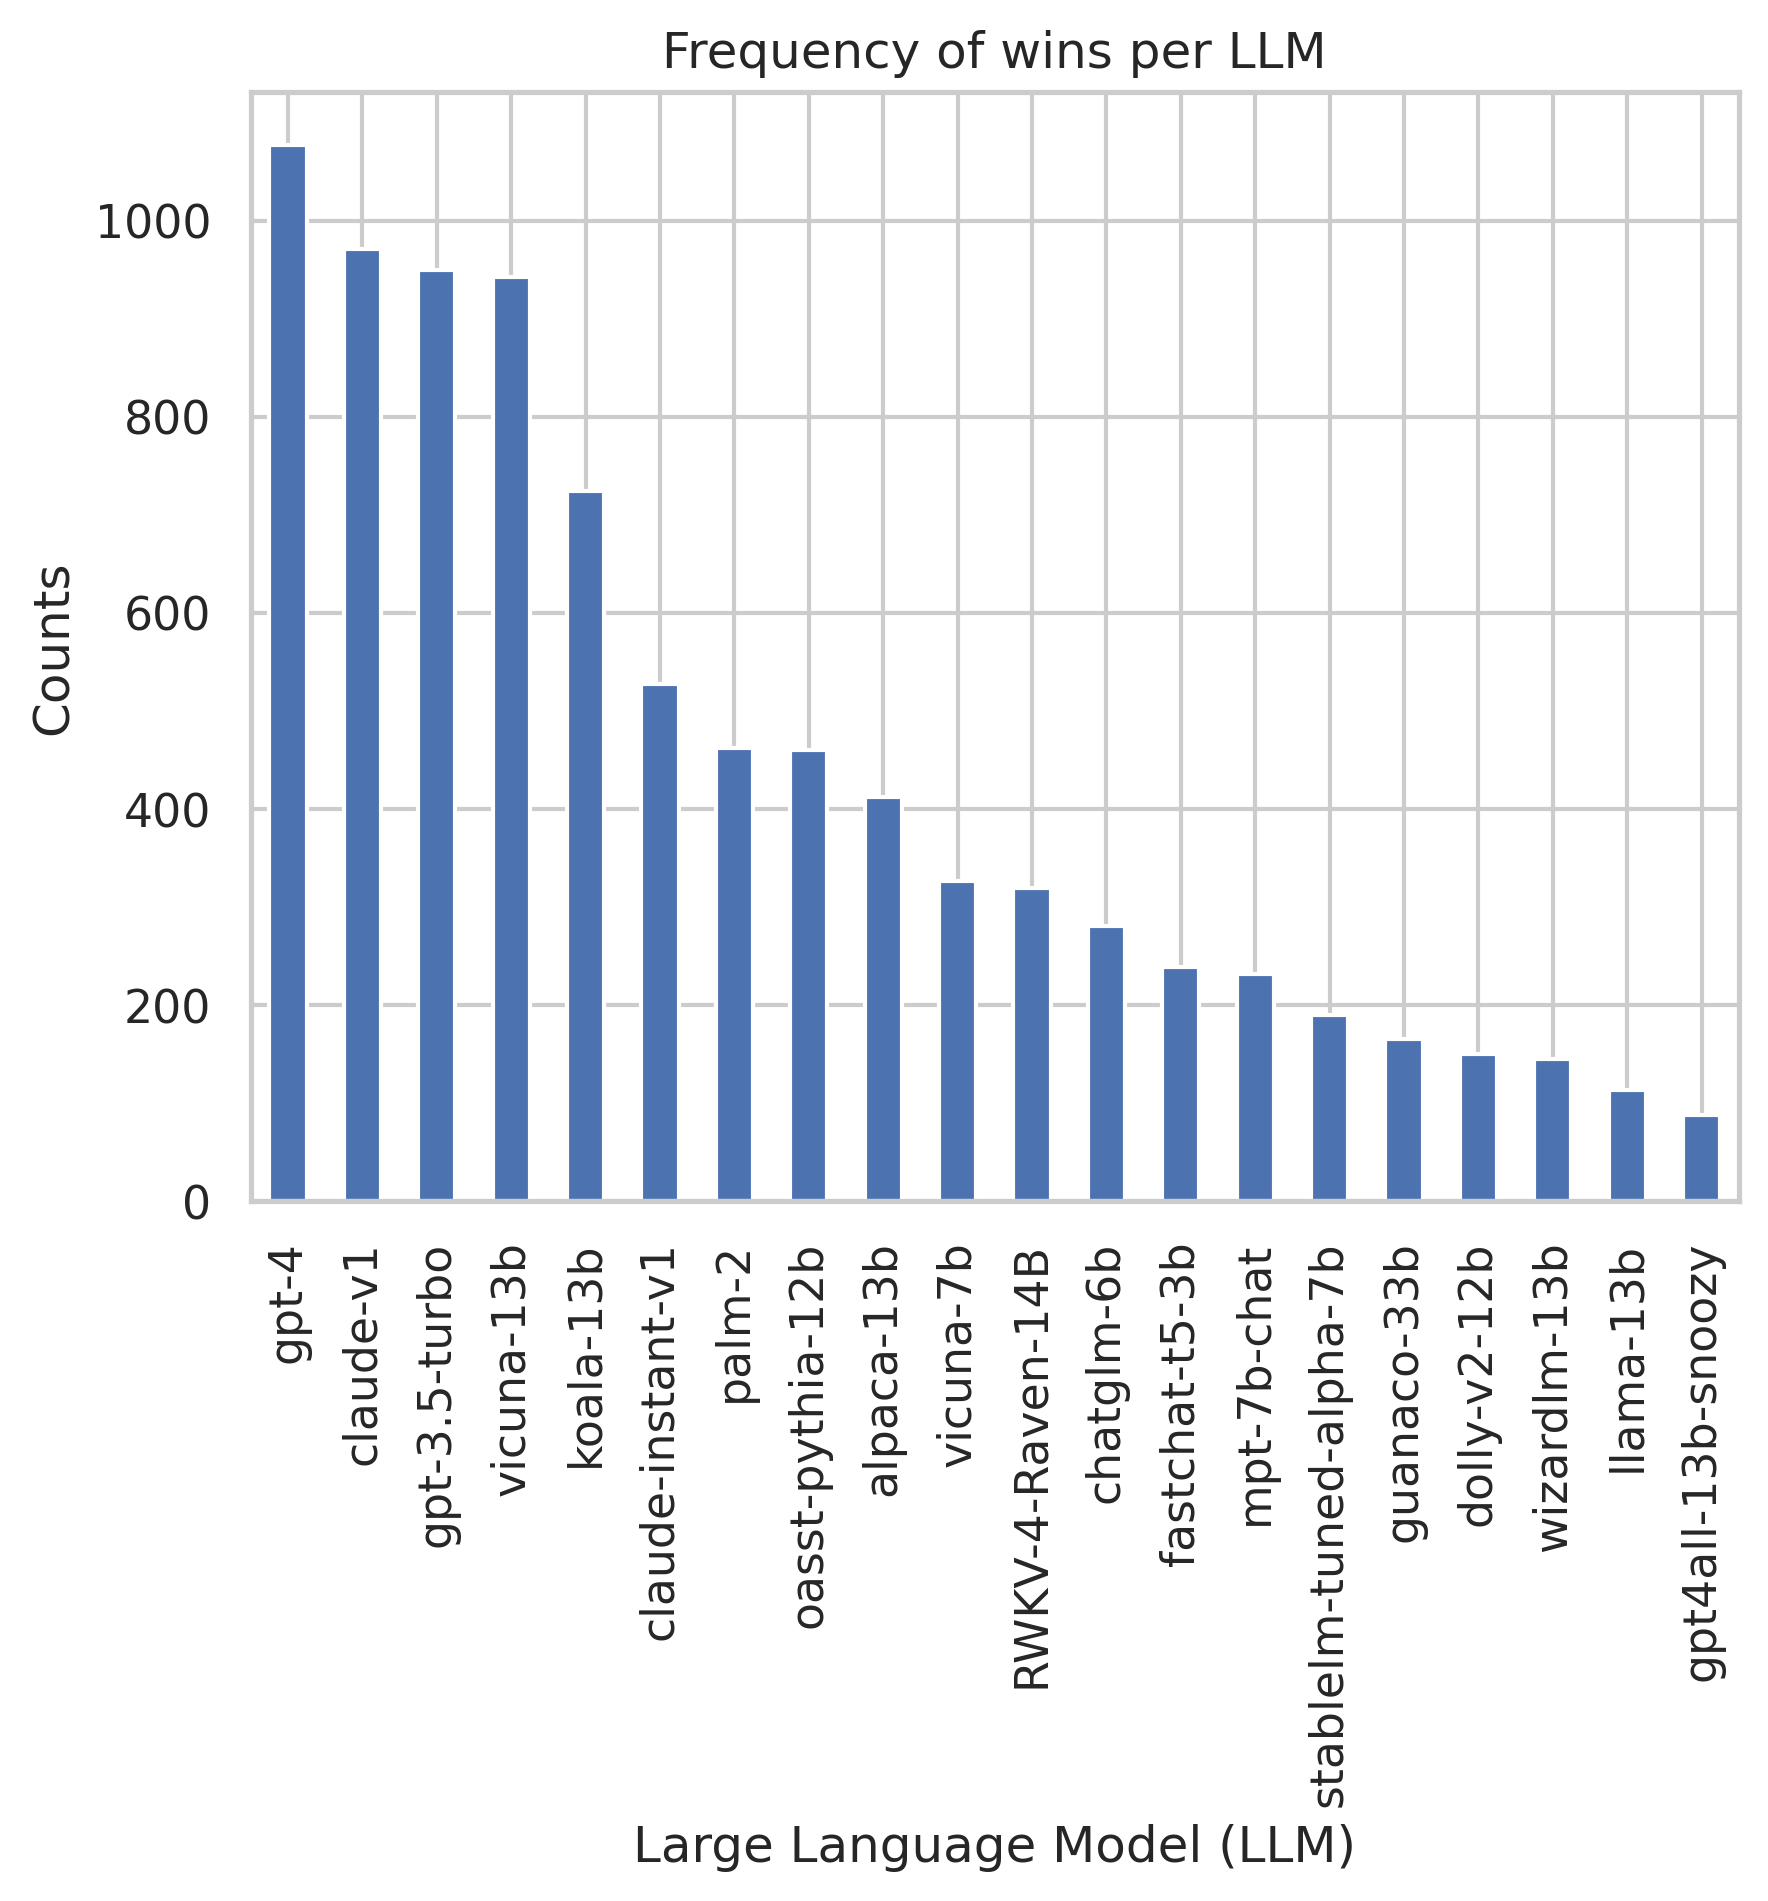 Frequency of wins per LLM
Counts
1000
800
600
400
200
0
gpt-4
claude-v1
gpt-3.5-turbo
vicuna-13b
koala-13b
claude-instant-v1
palm-2
oasst-pythia-12b
alpaca-13b
vicuna-7b
RWKV-4-Raven-14B
chatglm-6b
fastchat-t5-3b
mpt-7b-chat
stablelm-tuned-alpha-7b
guanaco-33b
dolly-v2-12b
wizardlm-13b
llama-13b
gpt4all-13b-snoozy
Large Language Model (LLM)